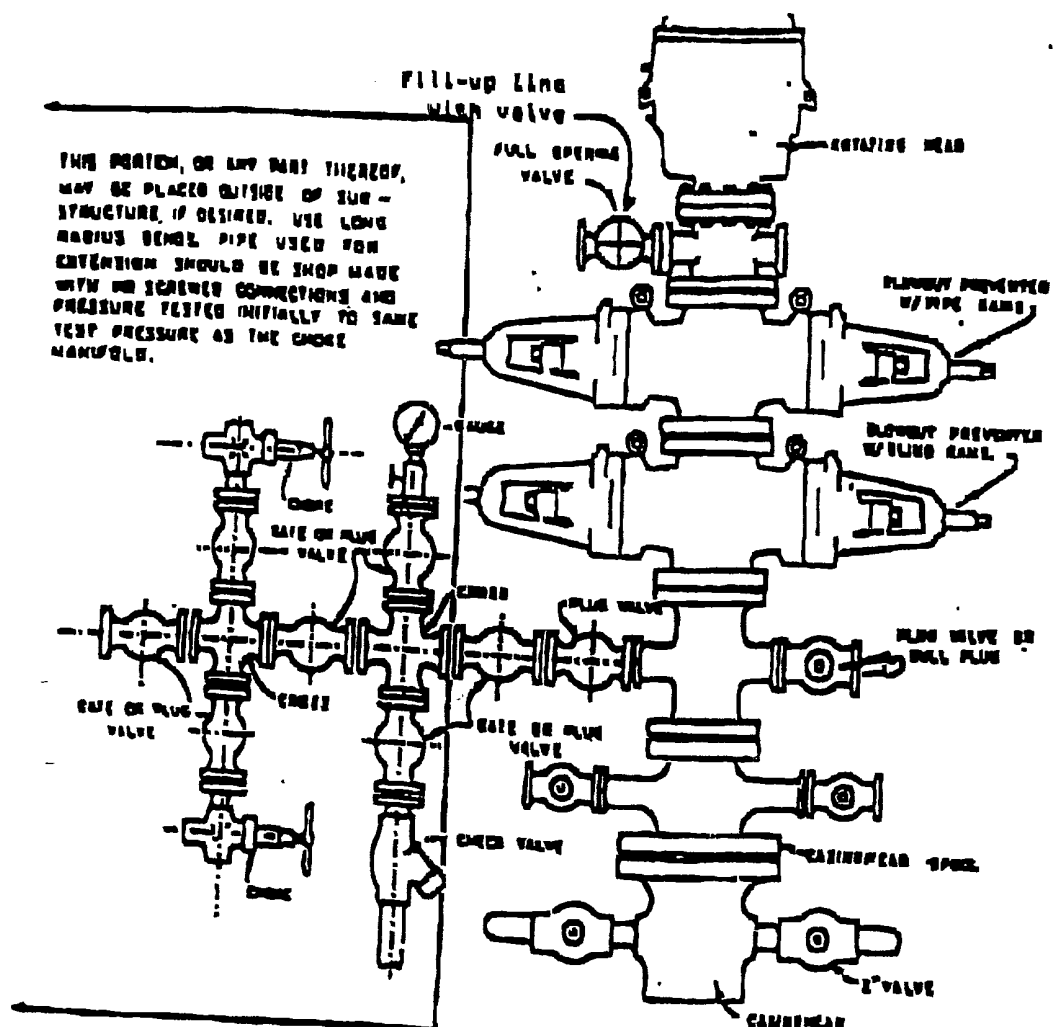 Fill-up Line
with valve
FULL OPENING
VALVE
ROTATING HEAD
THIS PORTION, OR ANY PART THEREOF,
MAY BE PLACED OUTSIDE OF SUB-
STRUCTURE, IF DESIRED. USE LONG
RADIUS BENDS. PIPE USED FOR
EXTENSION SHOULD BE SHOP MADE
WITH NO SCREWED CONNECTIONS AND
PRESSURE TESTED INITIALLY TO SAME
TEST PRESSURE AS THE CHOKE
MANIFOLD.
BLOWOUT PREVENTER
W/PIPE RAMS
GAUGE
BLOWOUT PREVENTER
W/BLIND RAMS
CHOKE
GATE OR PLUG
VALVE
CROSS
PLUG VALVE
PLUG VALVE OR
BULL PLUG
CROSS
GATE OR PLUG
VALVE
GATE OR PLUG
VALVE
CHECK VALVE
CASINGHEAD SPOOL
CHOKE
2" VALVE
CASINGHEAD